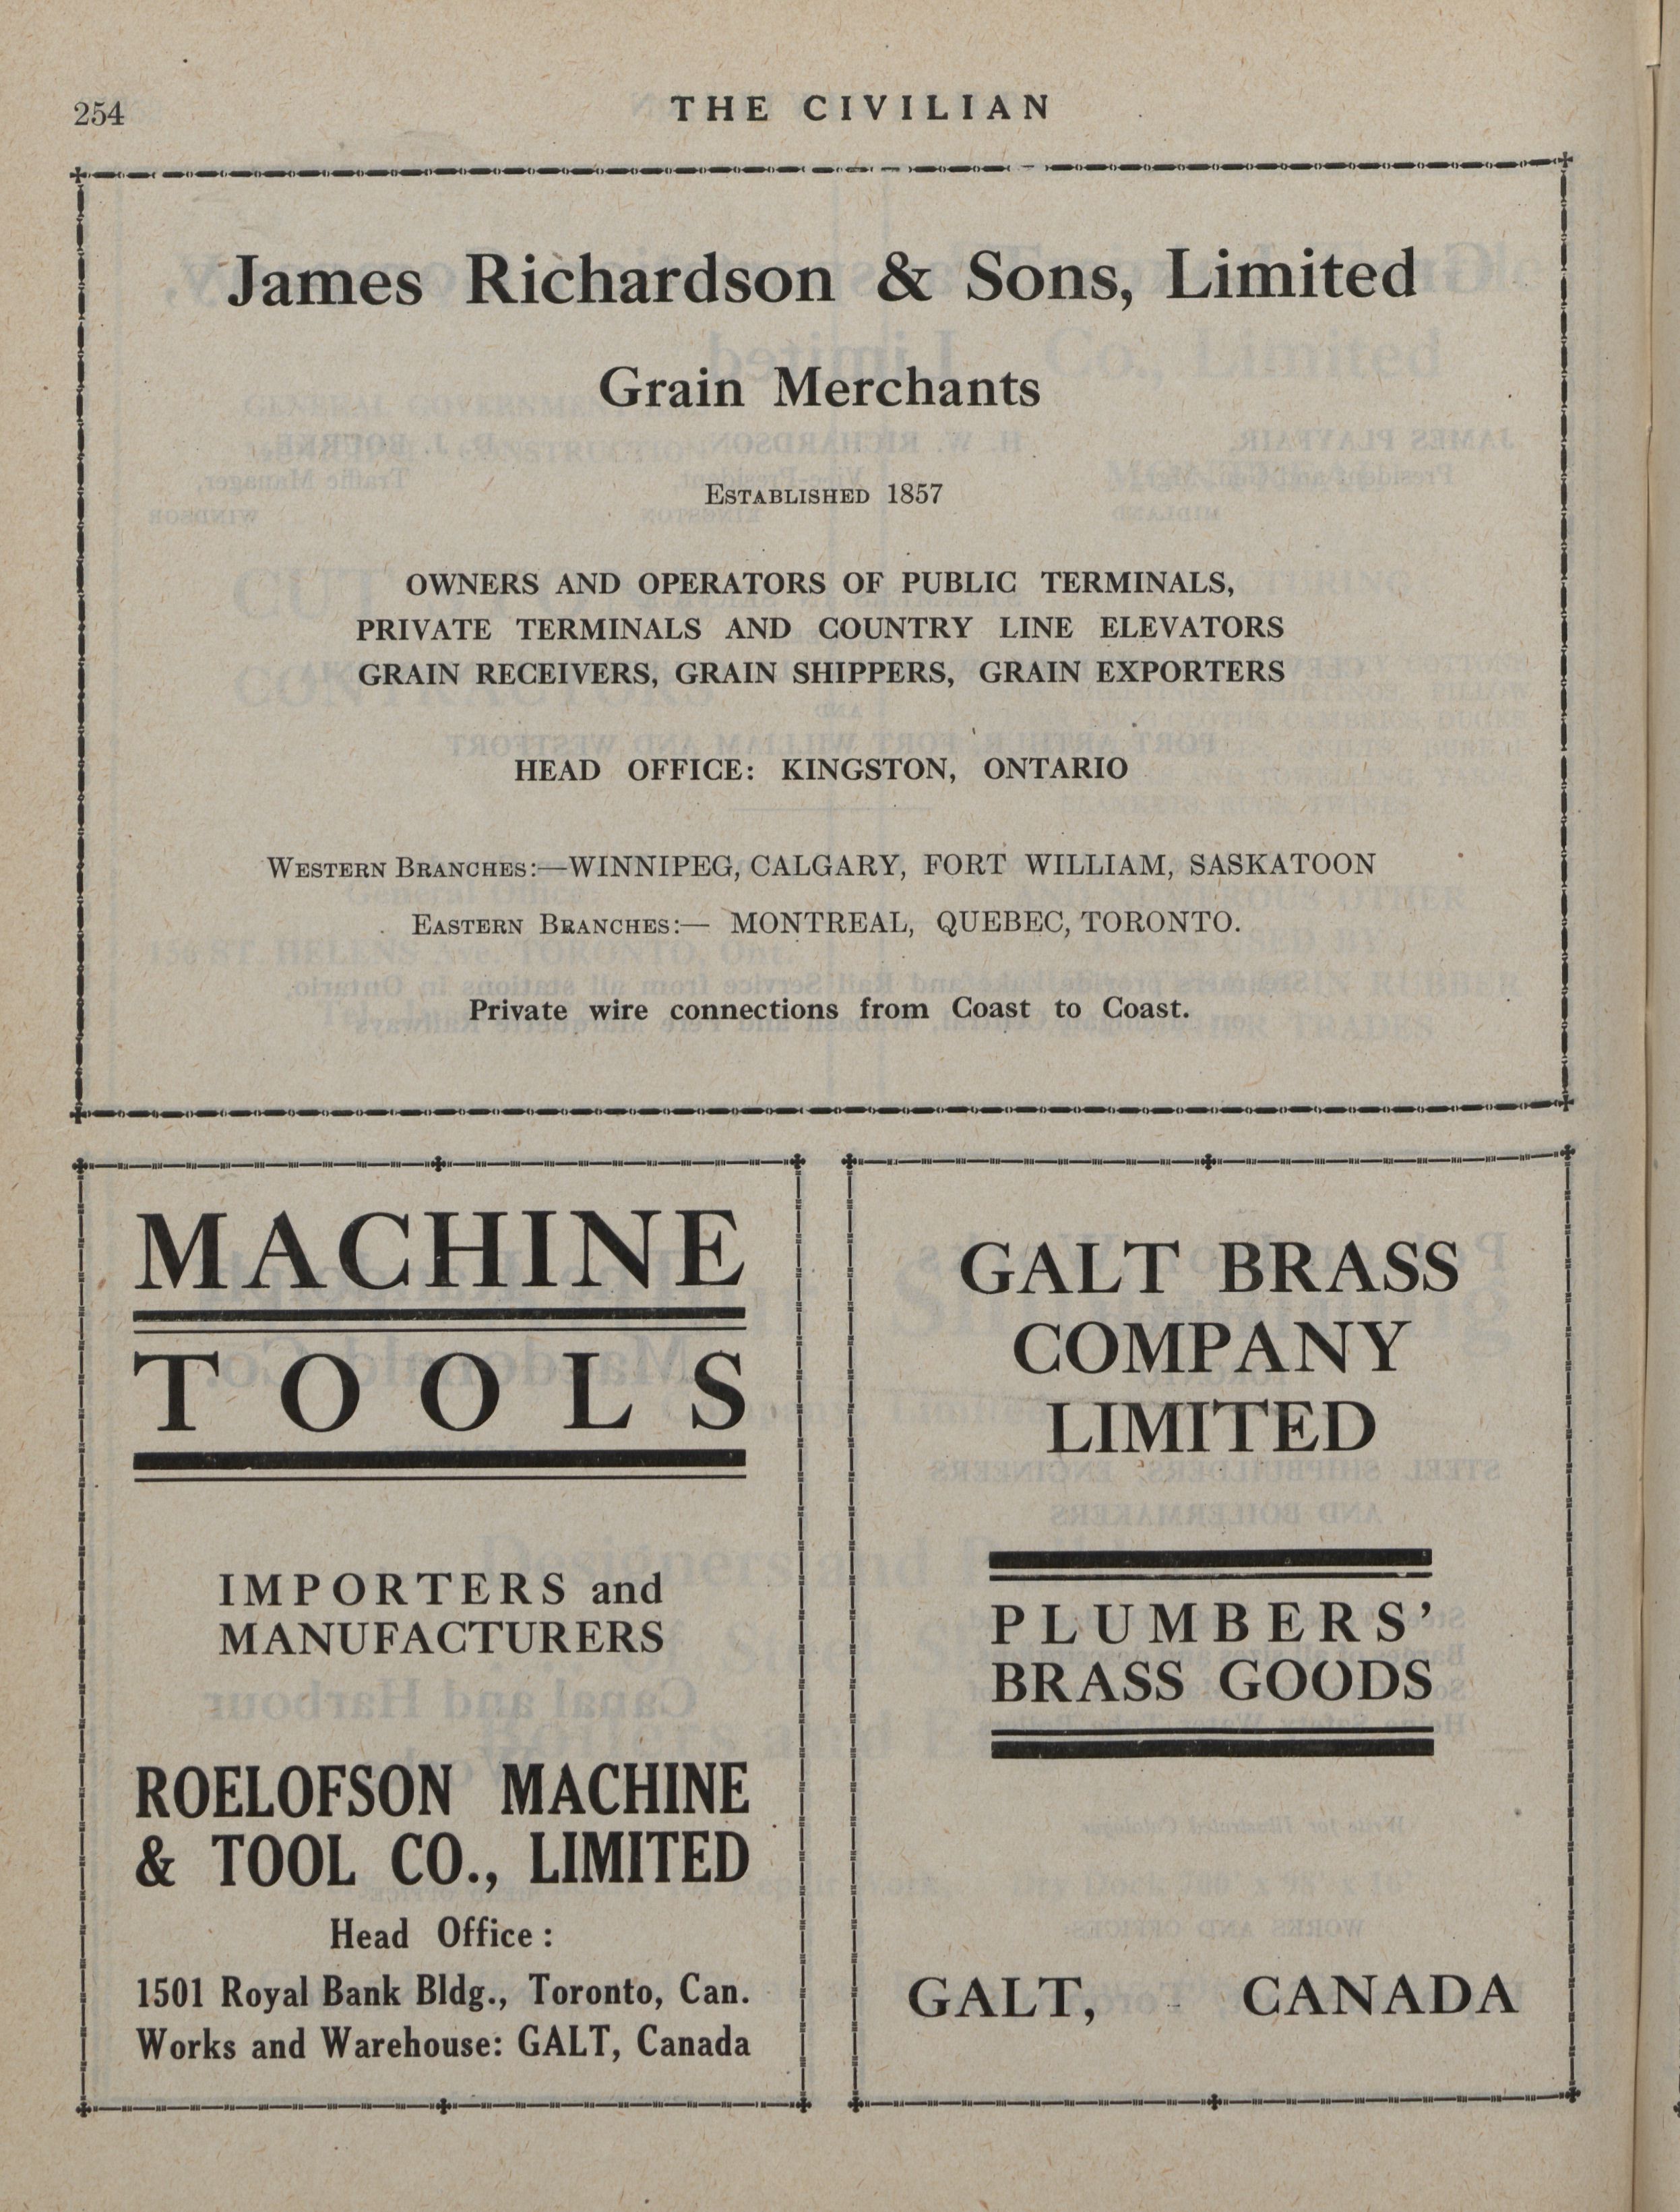 254
THE CIVILIAN
James Richardson & Sons, Limited
Grain Merchants
ESTABLISHED 1857
OWNERS AND OPERATORS OF PUBLIC TERMINALS,
PRIVATE TERMINALS AND COUNTRY LINE ELEVATORS
GRAIN RECEIVERS, GRAIN SHIPPERS, GRAIN EXPORTERS
HEAD OFFICE: KINGSTON, ONTARIO
WESTERN BRANCHES:—WINNIPEG, CALGARY, FORT WILLIAM, SASKATOON
EASTERN BRANCHES:— MONTREAL, QUEBEC, TORONTO.
Private wire connections from Coast to Coast.
MACHINE
TOOLS
IMPORTERS and
MANUFACTURERS
ROELOFSON MACHINE
& TOOL CO., LIMITED
Head Office:
1501 Royal Bank Bldg., Toronto, Can.
Works and Warehouse: GALT, Canada
GALT BRASS
COMPANY
LIMITED
PLUMBERS'
BRASS GOODS
GALT, - CANADA